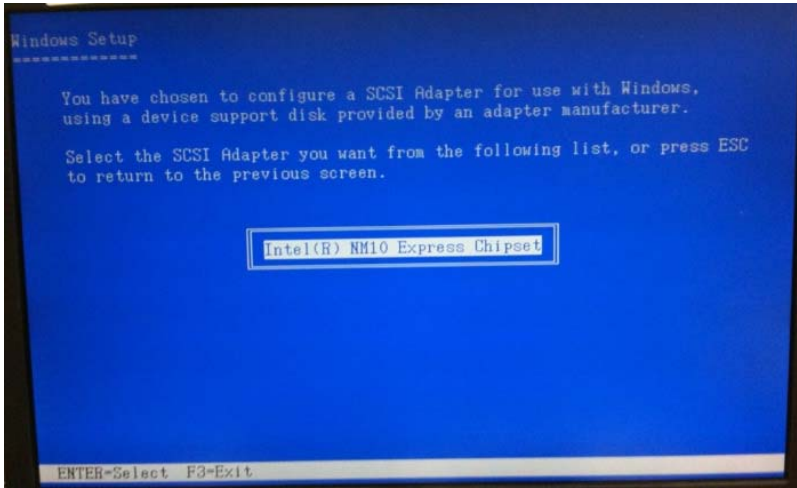 Windows Setup
=============
You have chosen to configure a SCSI Adapter for use with Windows,
using a device support disk provided by an adapter manufacturer.
Select the SCSI Adapter you want from the following list, or press ESC
to return to the previous screen.
Intel(R) NM10 Express Chipset
ENTER=Select F3=Exit